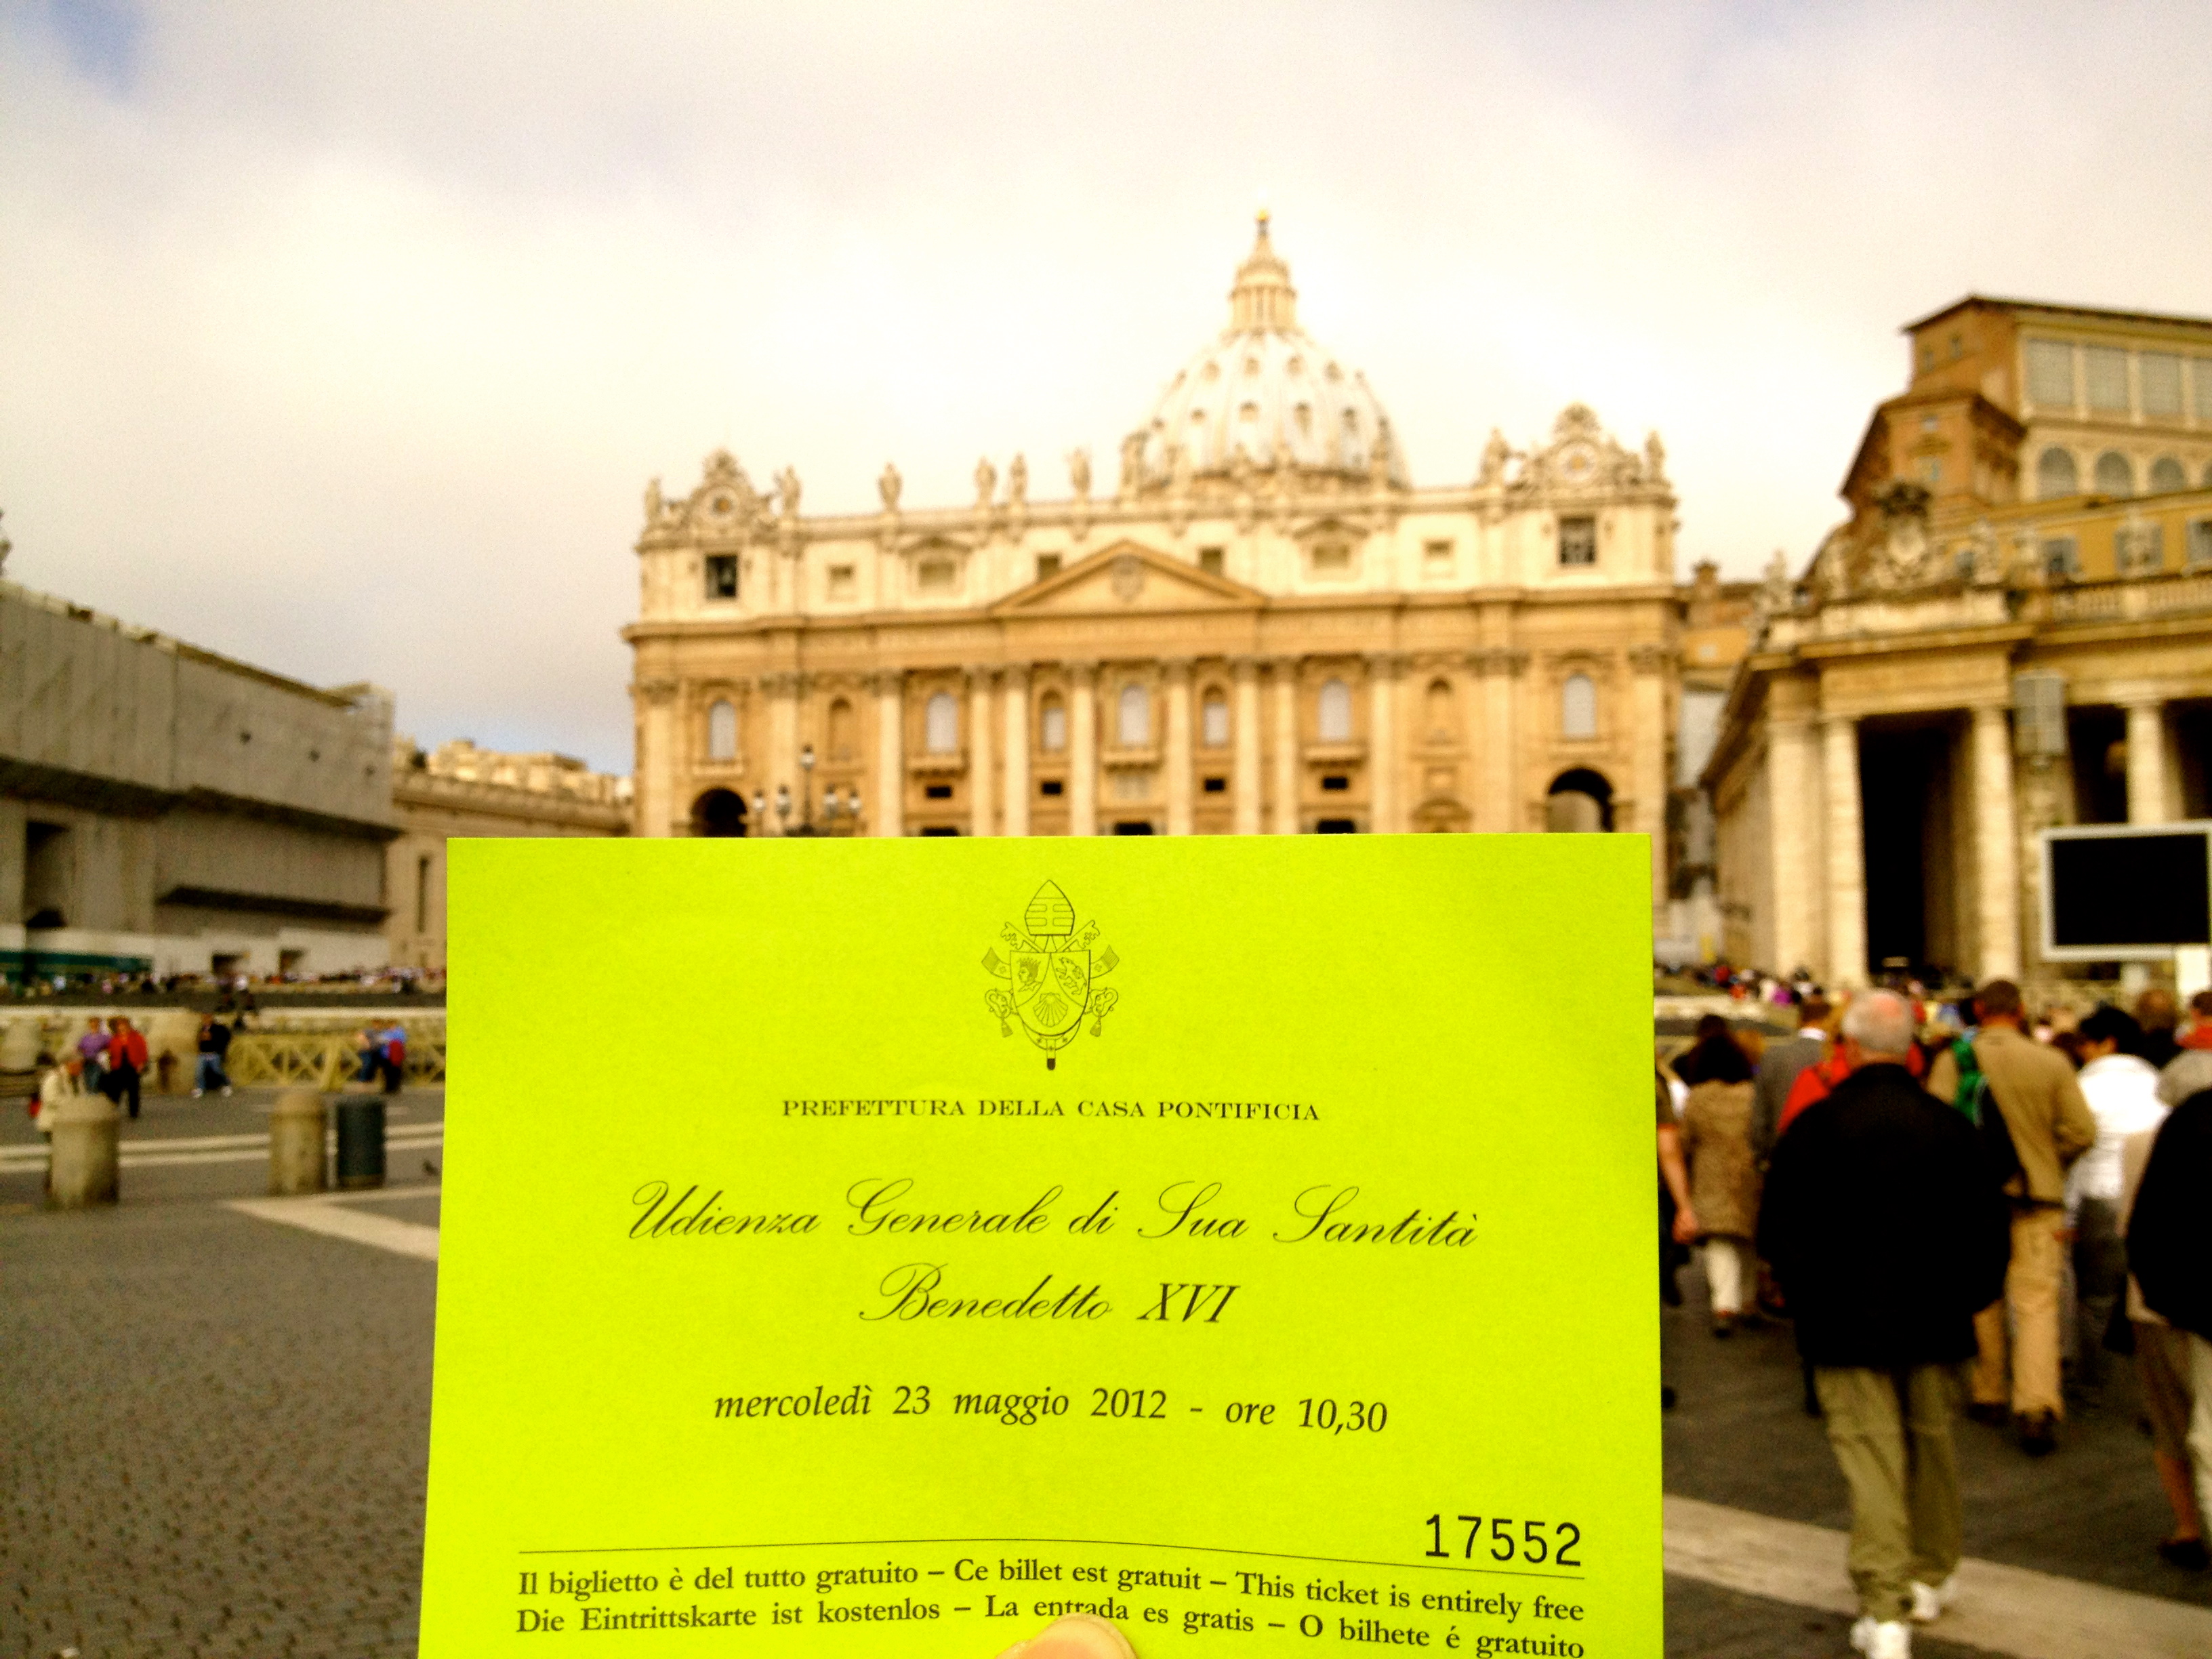 PREFETTURA DELLA CASA PONTIFICIA
Udienza Generale di Sua Santità
Benedetto XVI
mercoledì 23 maggio 2012 - ore 10,30
17552
Il biglietto è del tutto gratuito – Ce billet est gratuit – This ticket is entirely free
Die Eintrittskarte ist kostenlos – La entrada es gratis – O bilhete é gratuito